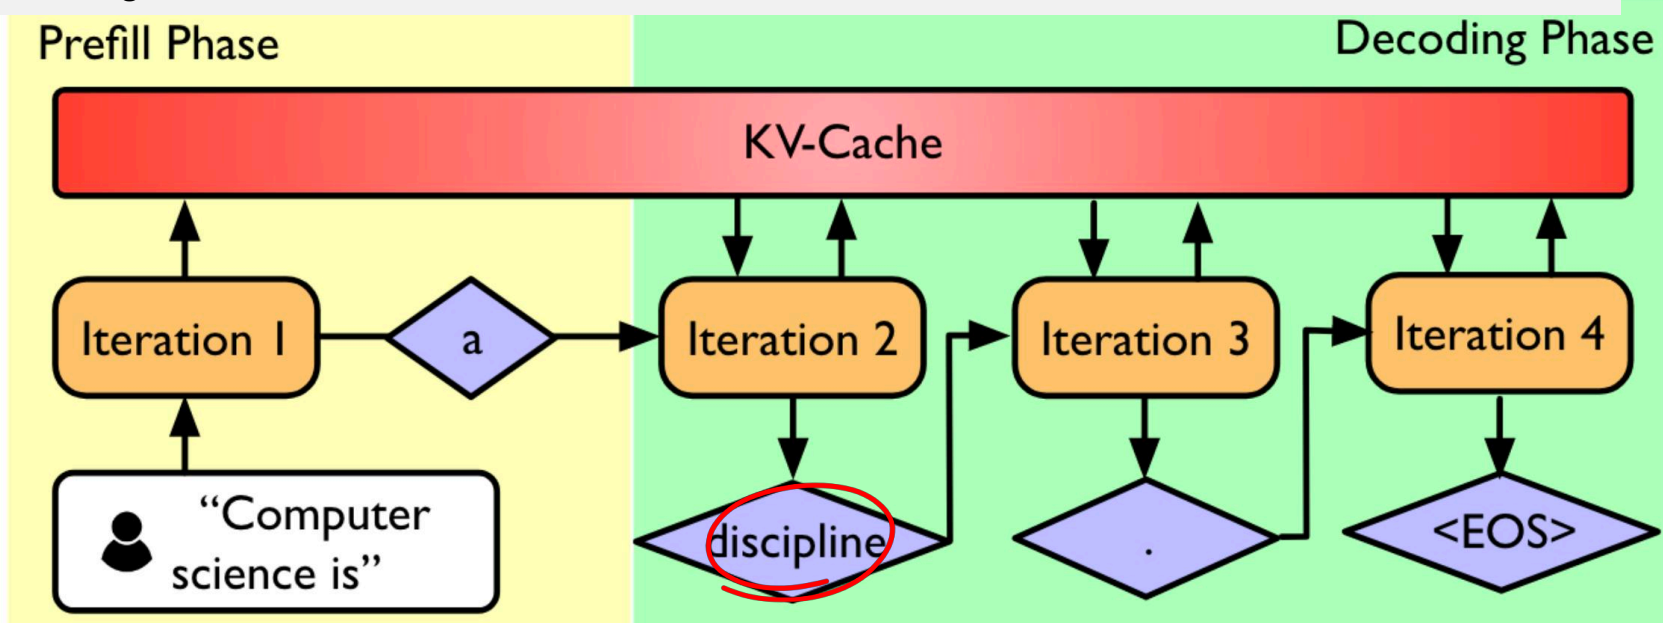 Prefill Phase
Decoding Phase
KV-Cache
Iteration 1
a
Iteration 2
Iteration 3
Iteration 4
“Computer
science is”
discipline
.
<EOS>